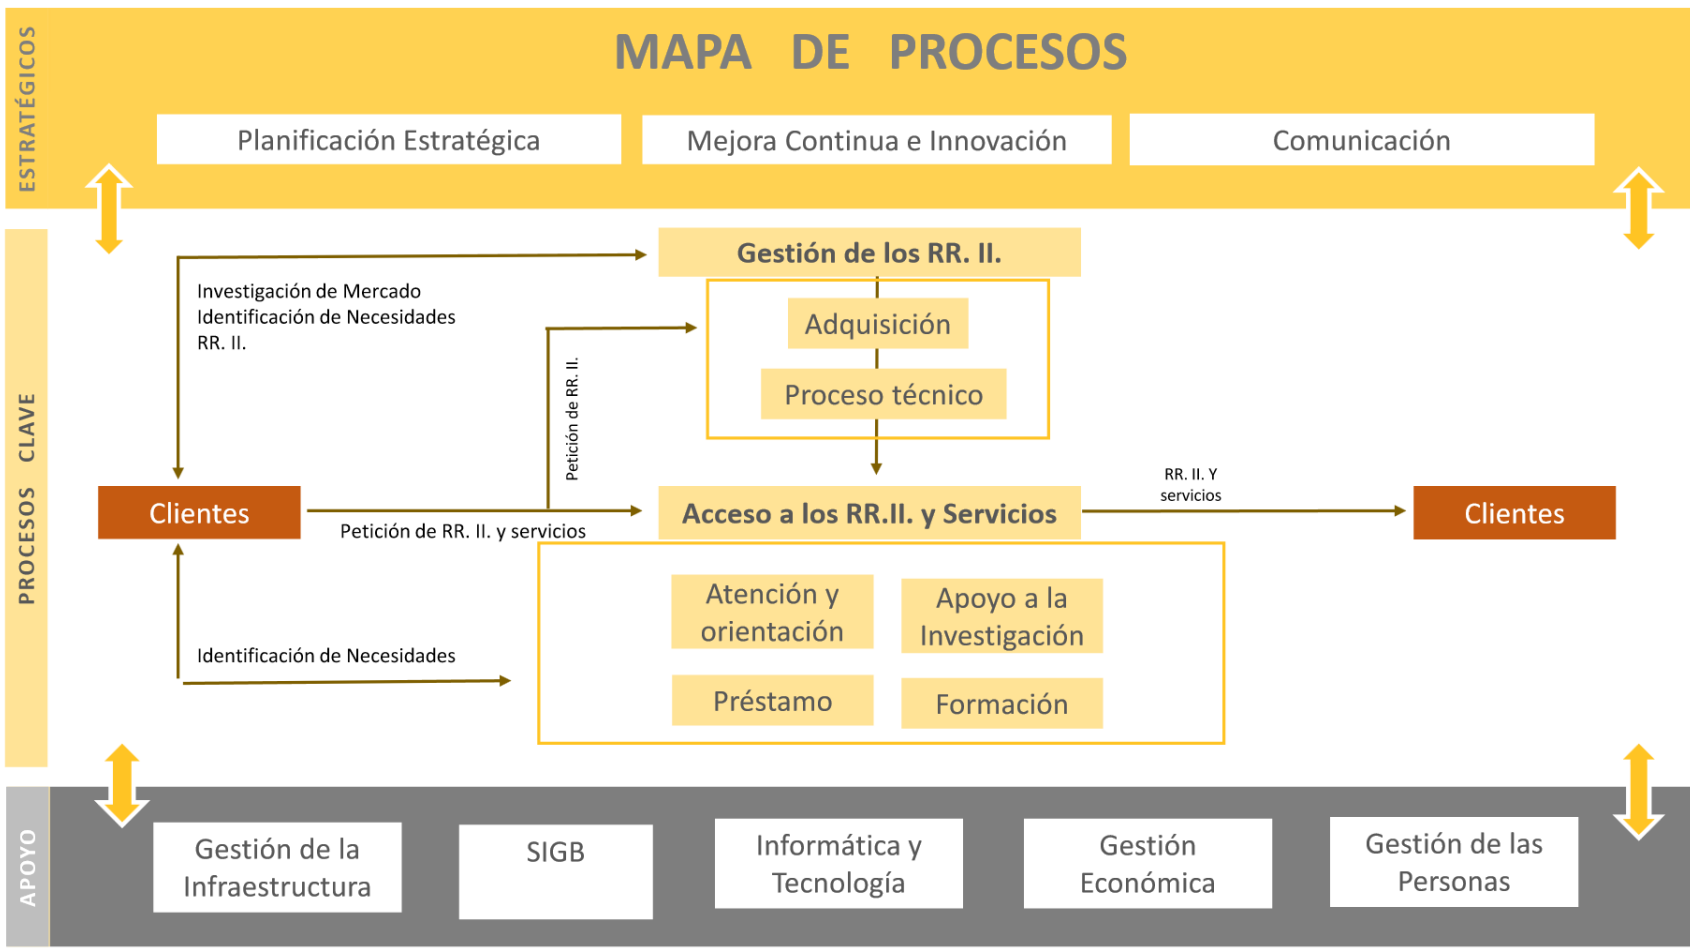 MAPA DE PROCESOS
ESTRATÉGICOS
Planificación Estratégica
Mejora Continua e Innovación
Comunicación
PROCESOS CLAVE
Gestión de los RR. II.
Investigación de Mercado
Identificación de Necesidades
RR. II.
Adquisición
Petición de RR. II.
Proceso técnico
Clientes
Petición de RR. II. y servicios
Acceso a los RR.II. y Servicios
RR. II. Y
servicios
Clientes
Atención y
orientación
Apoyo a la
Investigación
Identificación de Necesidades
Préstamo
Formación
APOYO
Gestión de la
Infraestructura
SIGB
Informática y
Tecnología
Gestión
Económica
Gestión de las
Personas